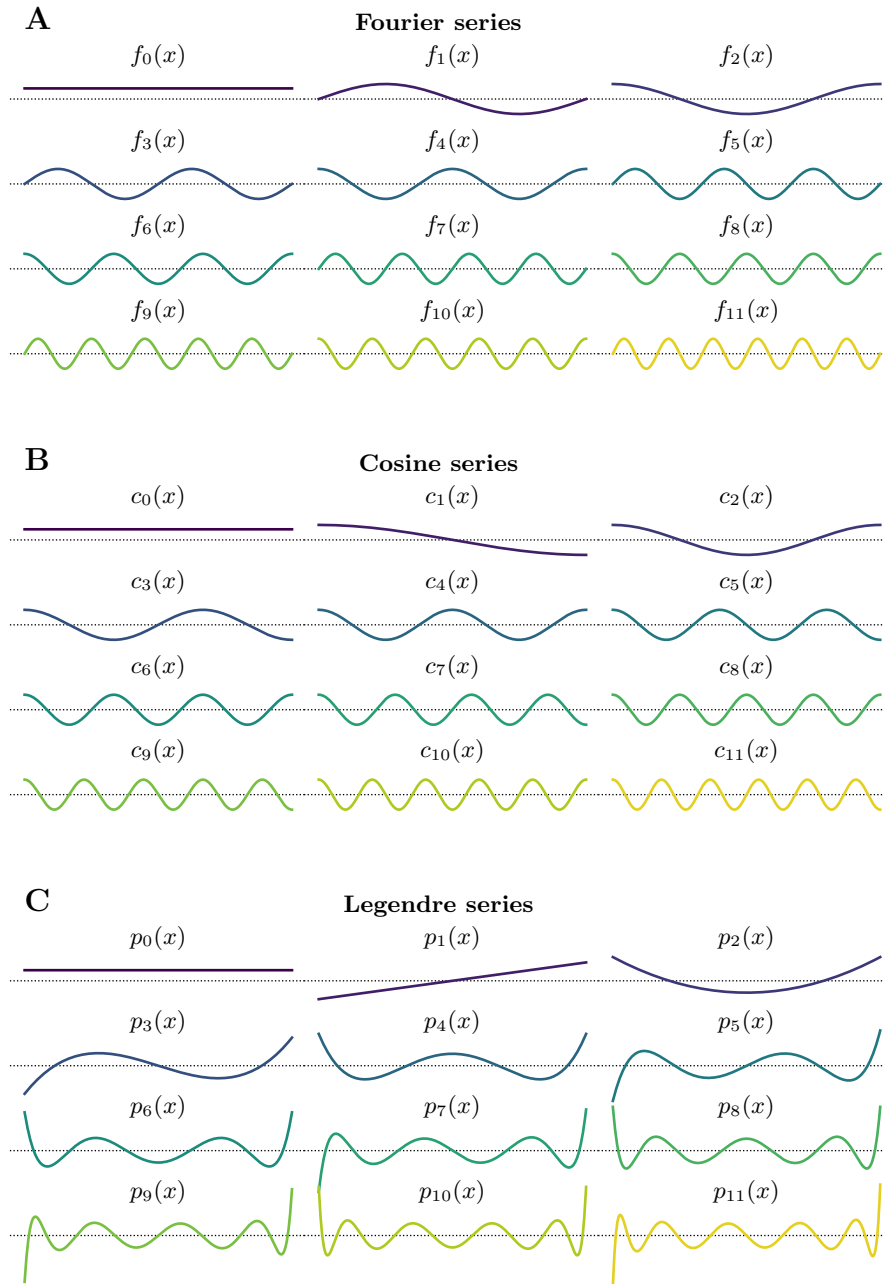 A
Fourier series
f₀(x) f₁(x) f₂(x)
f₃(x) f₄(x) f₅(x)
f₆(x) f₇(x) f₈(x)
f₉(x) f₁₀(x) f₁₁(x)
B
Cosine series
c₀(x) c₁(x) c₂(x)
c₃(x) c₄(x) c₅(x)
c₆(x) c₇(x) c₈(x)
c₉(x) c₁₀(x) c₁₁(x)
C
Legendre series
p₀(x) p₁(x) p₂(x)
p₃(x) p₄(x) p₅(x)
p₆(x) p₇(x) p₈(x)
p₉(x) p₁₀(x) p₁₁(x)